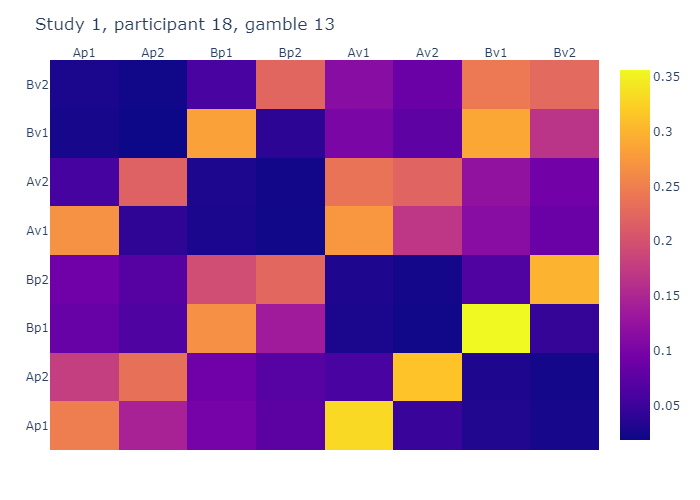 Study 1, participant 18, gamble 13
Ap1 Ap2 Bp1 Bp2 Av1 Av2 Bv1 Bv2
Bv2
Bv1
Av2
Av1
Bp2
Bp1
Ap2
Ap1
0.35
0.3
0.25
0.2
0.15
0.1
0.05